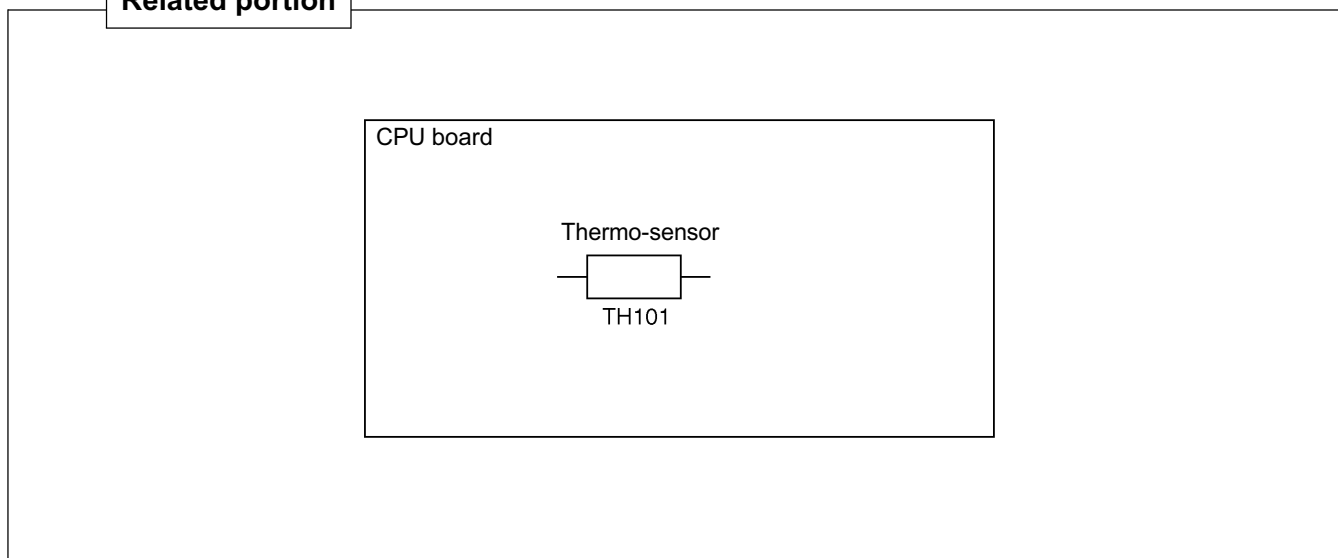 Related portion
CPU board
Thermo-sensor
TH101